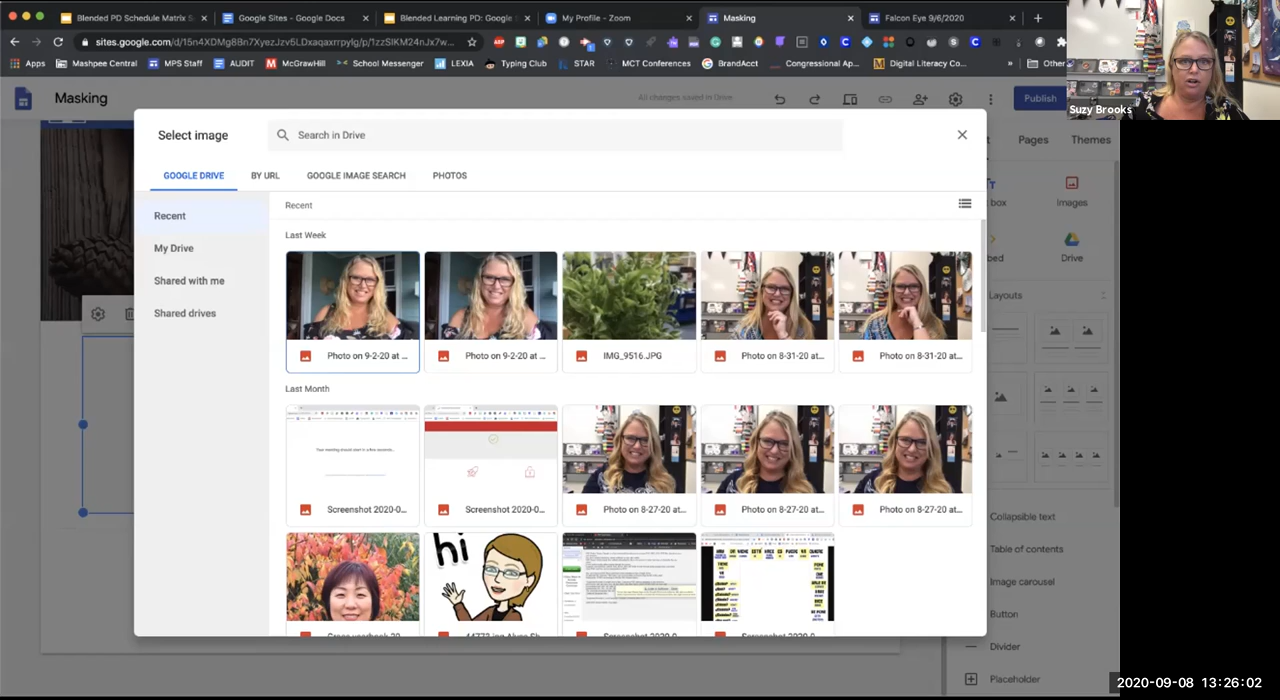 Blended PD Schedule Matrix S
Google Sites - Google Docs
Blended Learning PD: Google
My Profile - Zoom
Masking
Falcon Eye 9/6/2020
Apps
Mashpee Central
MPS Staff
AUDIT
McGrawHill
School Messenger
LEXIA
Typing Club
STAR
MCT Conferences
BrandAcct
Congressional Ap...
Digital Literacy Co...
Other
Suzy Brooks
Masking
All changes saved in Drive
Publish
Select image
Search in Drive
Pages
Themes
GOOGLE DRIVE
BY URL
GOOGLE IMAGE SEARCH
PHOTOS
Recent
My Drive
Shared with me
Shared drives
Recent
Last Week
Photo on 9-2-20 at ...
Photo on 9-2-20 at ...
IMG_9516.JPG
Photo on 8-31-20 at...
Photo on 8-31-20 at...
Last Month
Your meeting should start in a few seconds...
Screenshot 2020-0...
Screenshot 2020-0...
Photo on 8-27-20 at...
Photo on 8-27-20 at...
Photo on 8-27-20 at...
hi
box
Images
Drive
Layouts
Collapsible text
Table of contents
Image carousel
Button
Divider
Placeholder
2020-09-08 13:26:02